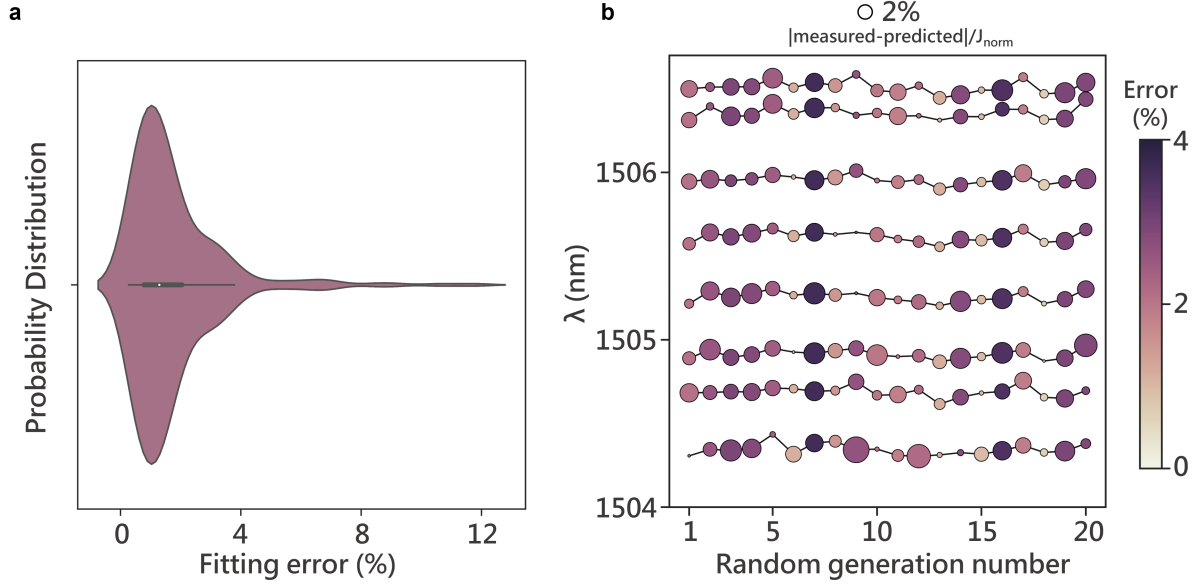 a
Probability Distribution
0 4 8 12
Fitting error (%)
b
2%
|measured-predicted|/Jnorm
λ (nm)
1506
1505
1504
1 5 10 15 20
Random generation number
Error
(%)
4
2
0